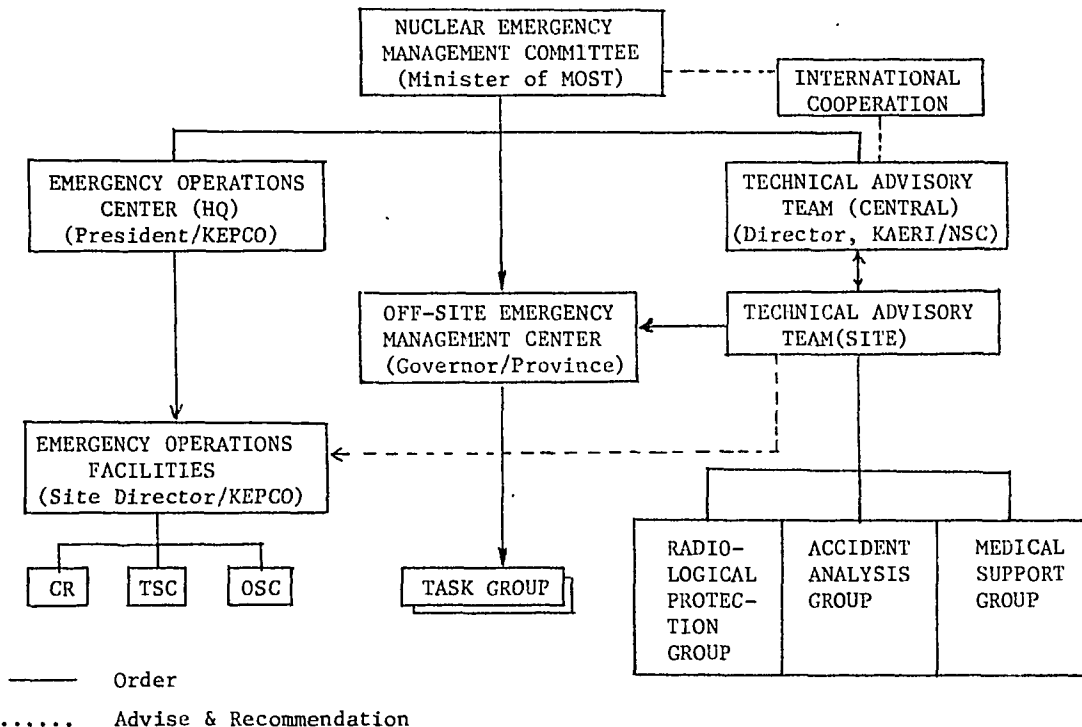 NUCLEAR EMERGENCY
MANAGEMENT COMMITTEE
(Minister of MOST)
INTERNATIONAL
COOPERATION
EMERGENCY OPERATIONS
CENTER (HQ)
(President/KEPCO)
TECHNICAL ADVISORY
TEAM (CENTRAL)
(Director, KAERI/NSC)
OFF-SITE EMERGENCY
MANAGEMENT CENTER
(Governor/Province)
TECHNICAL ADVISORY
TEAM(SITE)
EMERGENCY OPERATIONS
FACILITIES
(Site Director/KEPCO)
CR
TSC
OSC
TASK GROUP
RADIO-
LOGICAL
PROTEC-
TION
GROUP
ACCIDENT
ANALYSIS
GROUP
MEDICAL
SUPPORT
GROUP
Order
Advise & Recommendation